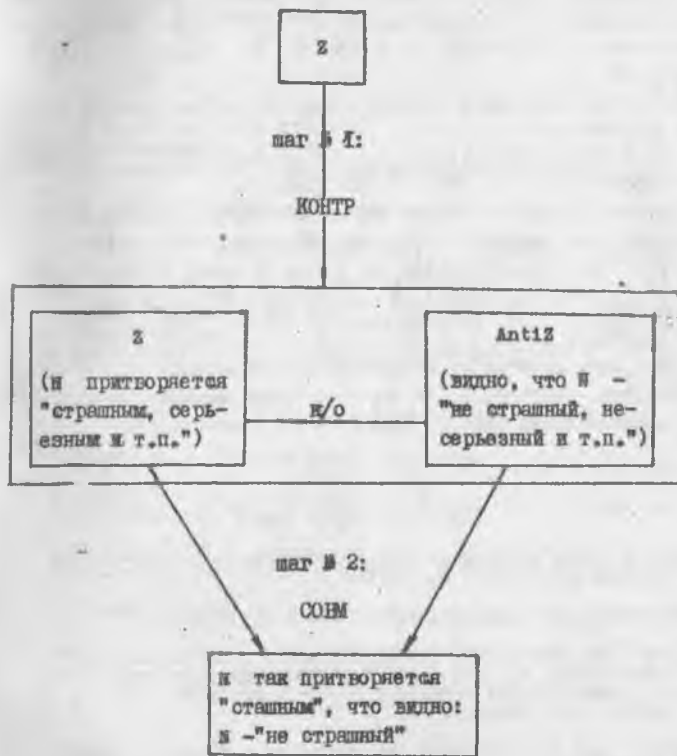 Z
шаг № 1:
КОНТР
Z
(N притворяется
"страшным, серь-
езным и т.п.")
и/о
AntiZ
(видно, что N -
"не страшный, не-
серьезный и т.п.")
шаг № 2:
СОВМ
N так притворяется
"сташным", что видно:
N -"не страшный"